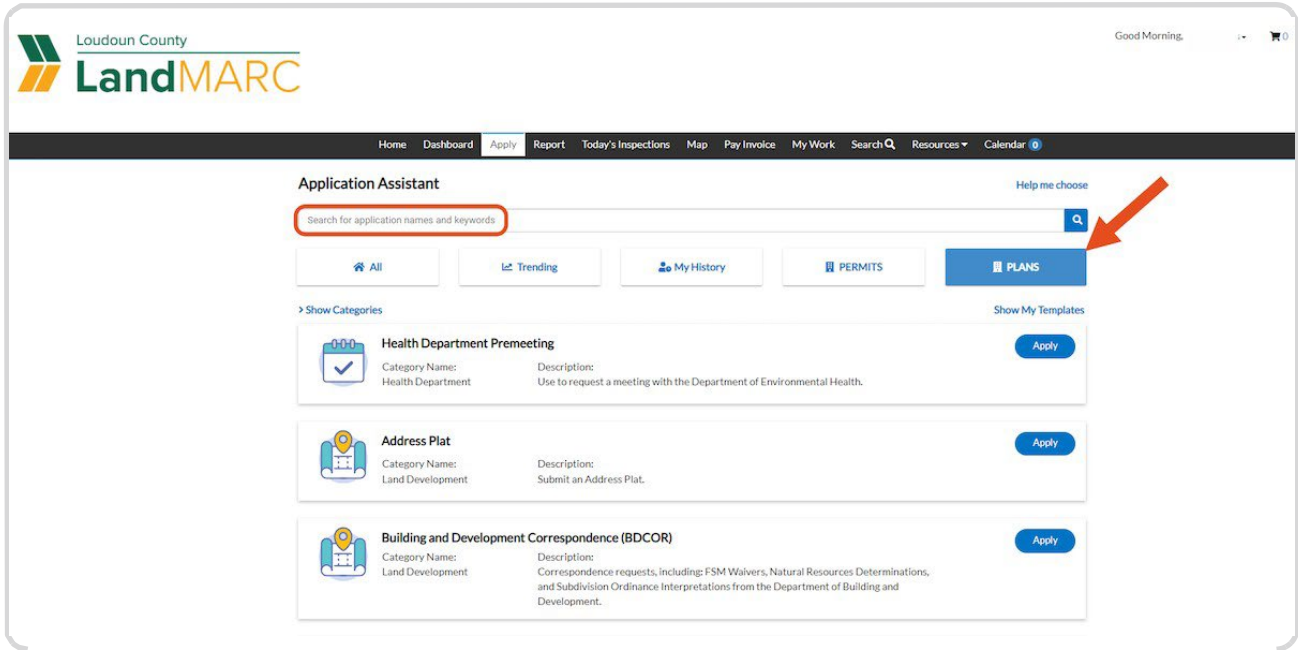 Loudoun County
LandMARC
Good Morning,
0
Home Dashboard Apply Report Today's Inspections Map Pay Invoice My Work Search Resources Calendar 0
Application Assistant
Help me choose
Search for application names and keywords
All Trending My History PERMITS PLANS
Show Categories
Show My Templates
Health Department Premeeting
Apply
Category Name: Description:
Health Department Use to request a meeting with the Department of Environmental Health.
Address Plat
Apply
Category Name: Description:
Land Development Submit an Address Plat.
Building and Development Correspondence (BDCOR)
Apply
Category Name: Description:
Land Development Correspondence requests, including: FSM Waivers, Natural Resources Determinations,
and Subdivision Ordinance Interpretations from the Department of Building and
Development.